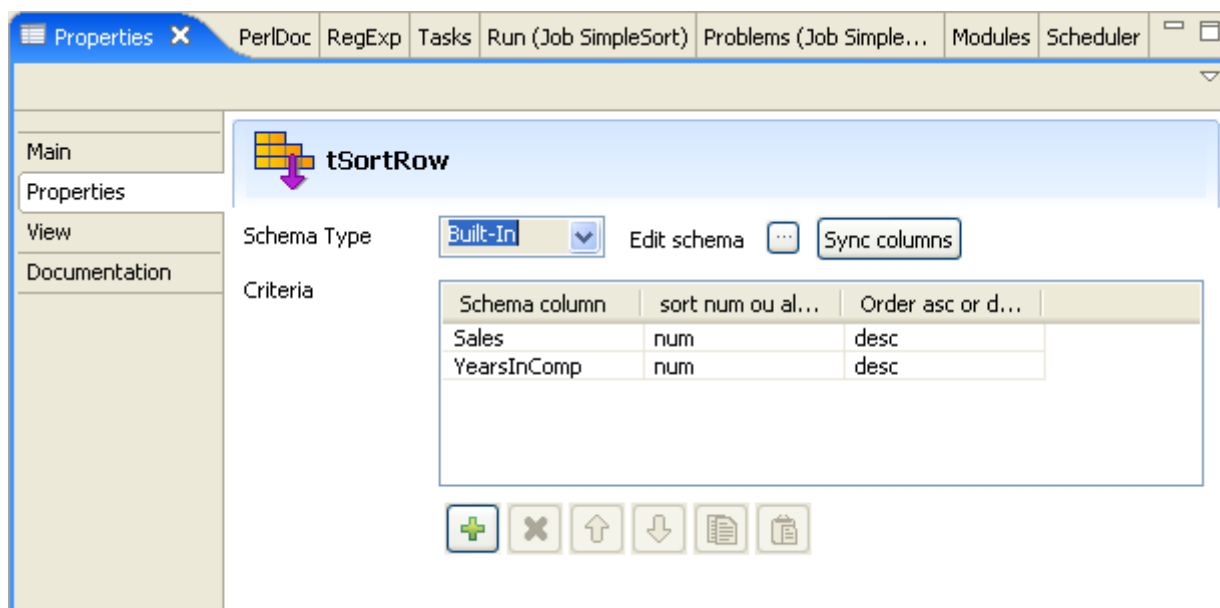 Properties PerlDoc RegExp Tasks Run (Job SimpleSort) Problems (Job Simple... Modules Scheduler
Main
Properties
View
Documentation
tSortRow
Schema Type Built-In Edit schema ... Sync columns
Criteria
Schema column sort num ou al... Order asc or d...
Sales num desc
YearsInComp num desc